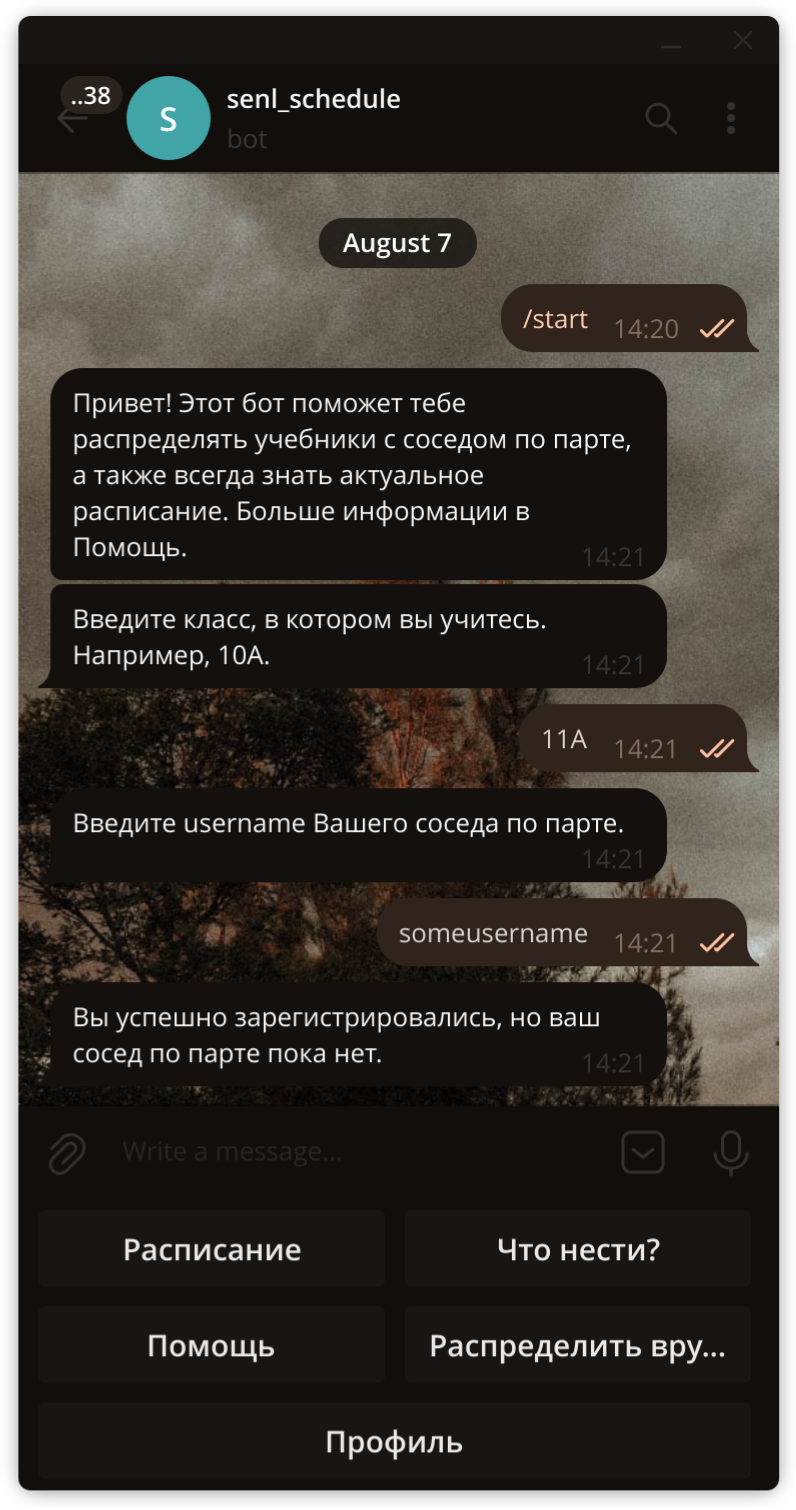 ..38
S
senl_schedule
bot
August 7
/start 14:20
Привет! Этот бот поможет тебе
распределять учебники с соседом по парте,
а также всегда знать актуальное
расписание. Больше информации в
Помощь.
14:21
Введите класс, в котором вы учитесь.
Например, 10А.
14:21
11А 14:21
Введите username Вашего соседа по парте.
14:21
someusername 14:21
Вы успешно зарегистрировались, но ваш
сосед по парте пока нет.
14:21
Write a message...
Расписание
Что нести?
Помощь
Распределить вру...
Профиль